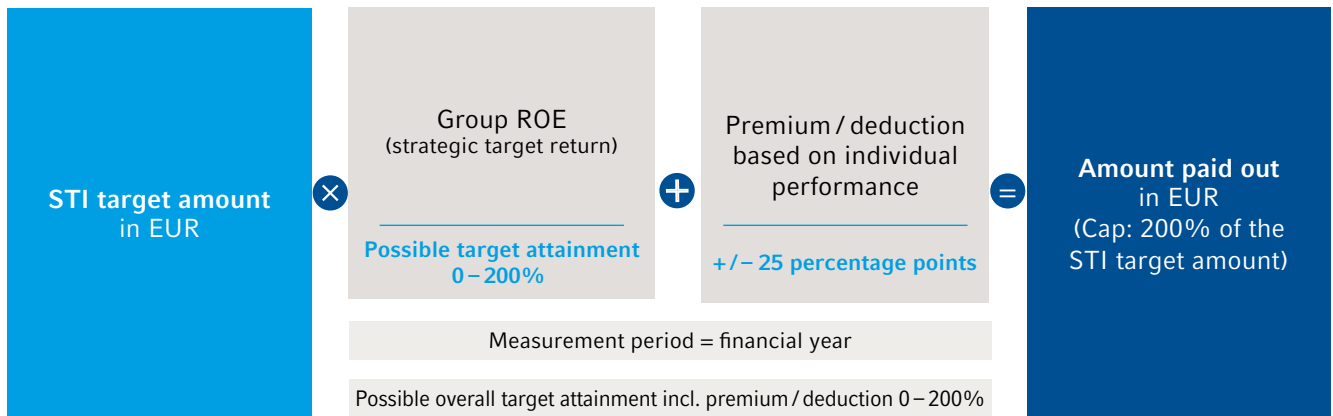 STI target amount
in EUR
×
Group ROE
(strategic target return)
Possible target attainment
0–200%
+
Premium/deduction
based on individual
performance
+/– 25 percentage points
=
Amount paid out
in EUR
(Cap: 200% of the
STI target amount)
Measurement period = financial year
Possible overall target attainment incl. premium/deduction 0–200%